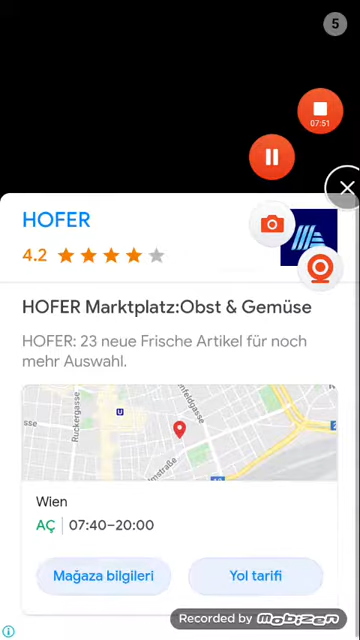 5
07:51
HOFER
4.2
HOFER Marktplatz:Obst & Gemüse
HOFER: 23 neue Frische Artikel für noch
mehr Auswahl.
Ruckergasse
U
Wien
AÇ 07:40–20:00
Mağaza bilgileri
Yol tarifi
Recorded by mobizen